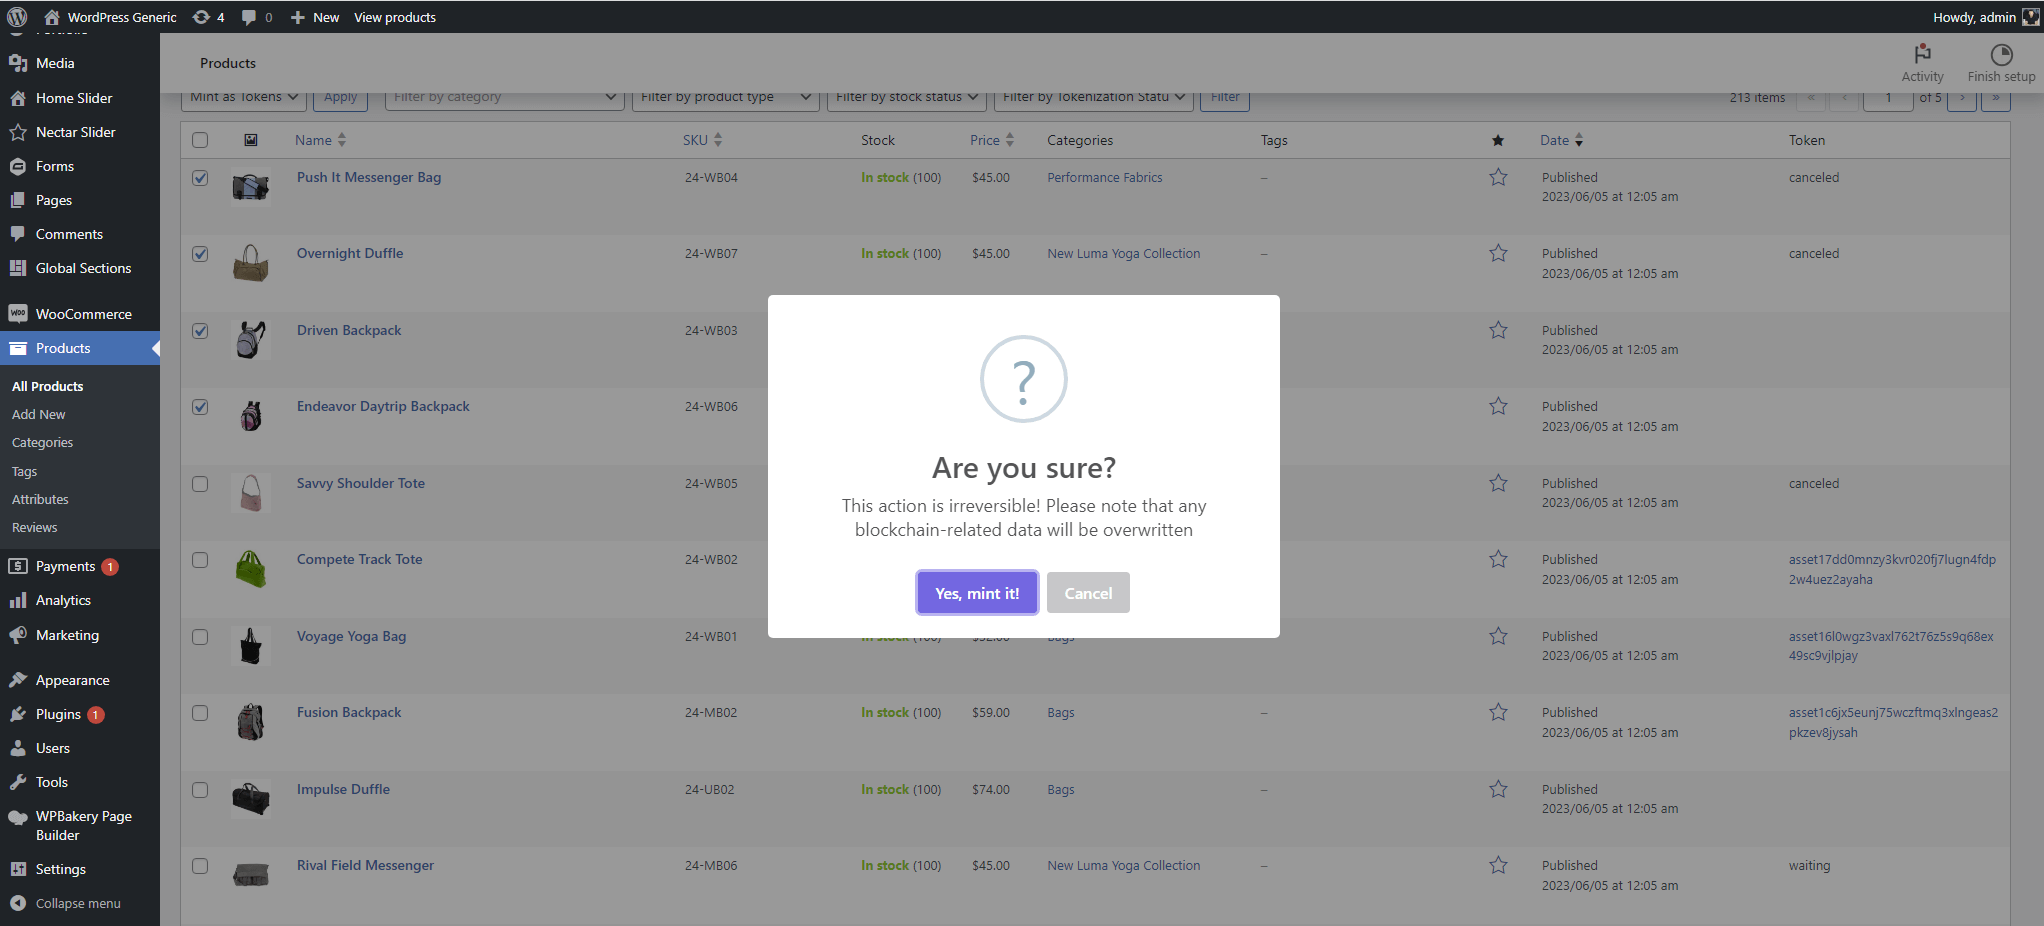 WordPress Generic 4 0 New View products Howdy, admin
Portfolio
Media
Home Slider
Nectar Slider
Forms
Pages
Comments
Global Sections
WooCommerce
Products
All Products
Add New
Categories
Tags
Attributes
Reviews
Payments 1
Analytics
Marketing
Appearance
Plugins 1
Users
Tools
WPBakery Page
Builder
Settings
Collapse menu
Products
Activity
Finish setup
Mint as Tokens Apply Filter by category Filter by product type Filter by stock status Filter by Tokenization Statu Filter 213 items « ‹ 1 of 5 › »
Name SKU Stock Price Categories Tags Date Token
Push It Messenger Bag 24-WB04 In stock (100) $45.00 Performance Fabrics – Published canceled
2023/06/05 at 12:05 am
Overnight Duffle 24-WB07 In stock (100) $45.00 New Luma Yoga Collection – Published canceled
2023/06/05 at 12:05 am
Driven Backpack 24-WB03 Published
2023/06/05 at 12:05 am
Endeavor Daytrip Backpack 24-WB06 Published
2023/06/05 at 12:05 am
Savvy Shoulder Tote 24-WB05 Published canceled
2023/06/05 at 12:05 am
Compete Track Tote 24-WB02 Published asset17dd0mnzy3kvr020fj7lugn4fdp
2023/06/05 at 12:05 am 2w4uez2ayaha
Voyage Yoga Bag 24-WB01 In stock (100) $32.00 Bags Published asset16l0wgz3vaxl762t76z5s9q68ex
2023/06/05 at 12:05 am 49sc9vjlpjay
Fusion Backpack 24-MB02 In stock (100) $59.00 Bags – Published asset1c6jx5eunj75wczftmq3xlngeas2
2023/06/05 at 12:05 am pkzev8jysah
Impulse Duffle 24-UB02 In stock (100) $74.00 Bags – Published
2023/06/05 at 12:05 am
Rival Field Messenger 24-MB06 In stock (100) $45.00 New Luma Yoga Collection – Published waiting
2023/06/05 at 12:05 am
?
Are you sure?
This action is irreversible! Please note that any
blockchain-related data will be overwritten
Yes, mint it! Cancel